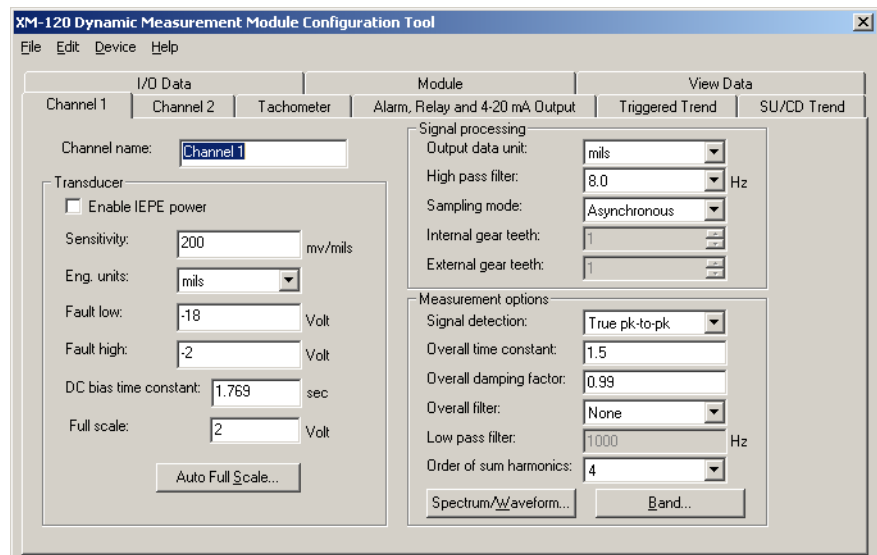 XM-120 Dynamic Measurement Module Configuration Tool
File Edit Device Help
I/O Data Module View Data
Channel 1 Channel 2 Tachometer Alarm, Relay and 4-20 mA Output Triggered Trend SU/CD Trend
Channel name: Channel 1
Transducer
Enable IEPE power
Sensitivity: 200 mv/mils
Eng. units: mils
Fault low: -18 Volt
Fault high: -2 Volt
DC bias time constant: 1.769 sec
Full scale: 2 Volt
Auto Full Scale...
Signal processing
Output data unit: mils
High pass filter: 8.0 Hz
Sampling mode: Asynchronous
Internal gear teeth: 1
External gear teeth: 1
Measurement options
Signal detection: True pk-to-pk
Overall time constant: 1.5
Overall damping factor: 0.99
Overall filter: None
Low pass filter: 1000 Hz
Order of sum harmonics: 4
Spectrum/Waveform... Band...